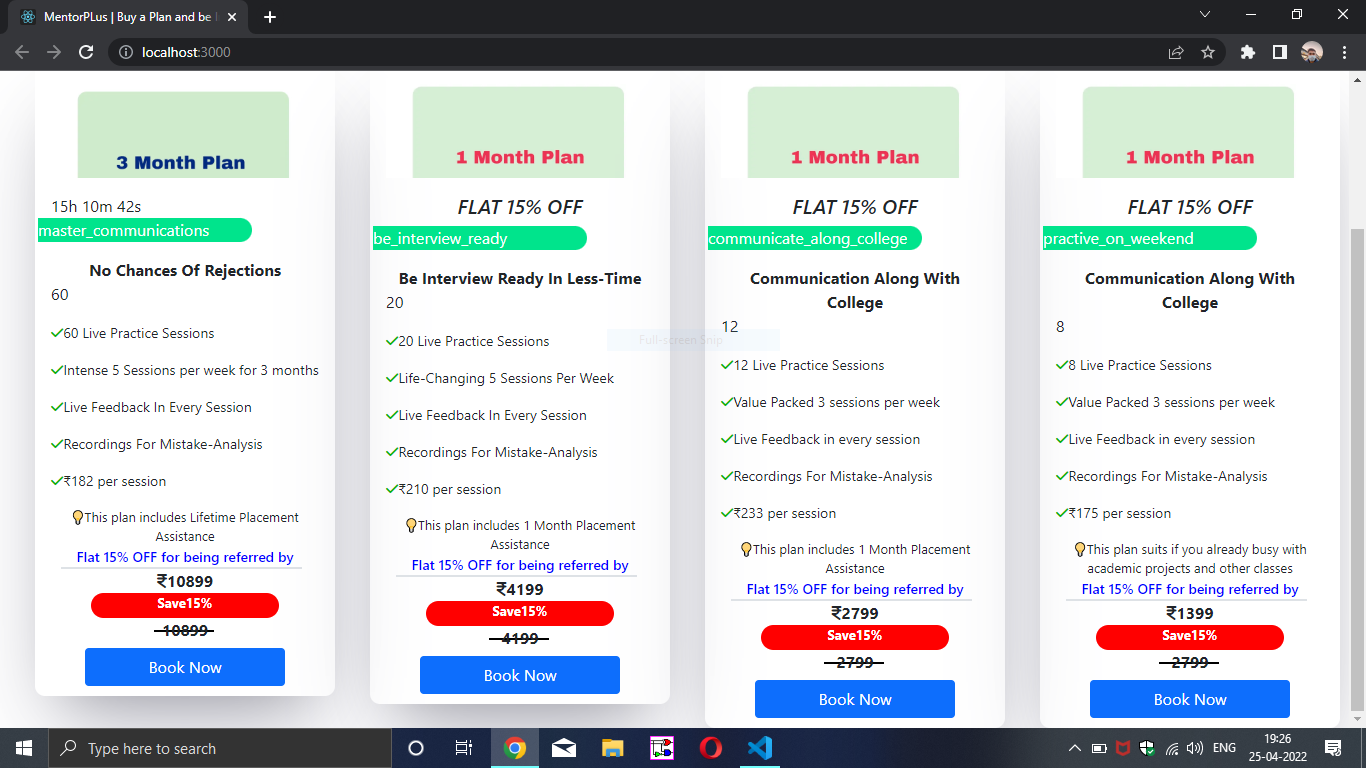 MentorPLus | Buy a Plan and be I
localhost:3000
3 Month Plan
15h 10m 42s
master_communications
No Chances Of Rejections
60
60 Live Practice Sessions
Intense 5 Sessions per week for 3 months
Live Feedback In Every Session
Recordings For Mistake-Analysis
₹182 per session
This plan includes Lifetime Placement
Assistance
Flat 15% OFF for being referred by
₹10899
Save15%
10899
Book Now
1 Month Plan
FLAT 15% OFF
be_interview_ready
Be Interview Ready In Less-Time
20
20 Live Practice Sessions
Life-Changing 5 Sessions Per Week
Live Feedback In Every Session
Recordings For Mistake-Analysis
₹210 per session
This plan includes 1 Month Placement
Assistance
Flat 15% OFF for being referred by
₹4199
Save15%
4199
Book Now
1 Month Plan
FLAT 15% OFF
communicate_along_college
Communication Along With
College
12
Full-screen Snip
12 Live Practice Sessions
Value Packed 3 sessions per week
Live Feedback in every session
Recordings For Mistake-Analysis
₹233 per session
This plan includes 1 Month Placement
Assistance
Flat 15% OFF for being referred by
₹2799
Save15%
2799
Book Now
1 Month Plan
FLAT 15% OFF
practive_on_weekend
Communication Along With
College
8
8 Live Practice Sessions
Value Packed 3 sessions per week
Live Feedback in every session
Recordings For Mistake-Analysis
₹175 per session
This plan suits if you already busy with
academic projects and other classes
Flat 15% OFF for being referred by
₹1399
Save15%
2799
Book Now
Type here to search
ENG
19:26
25-04-2022